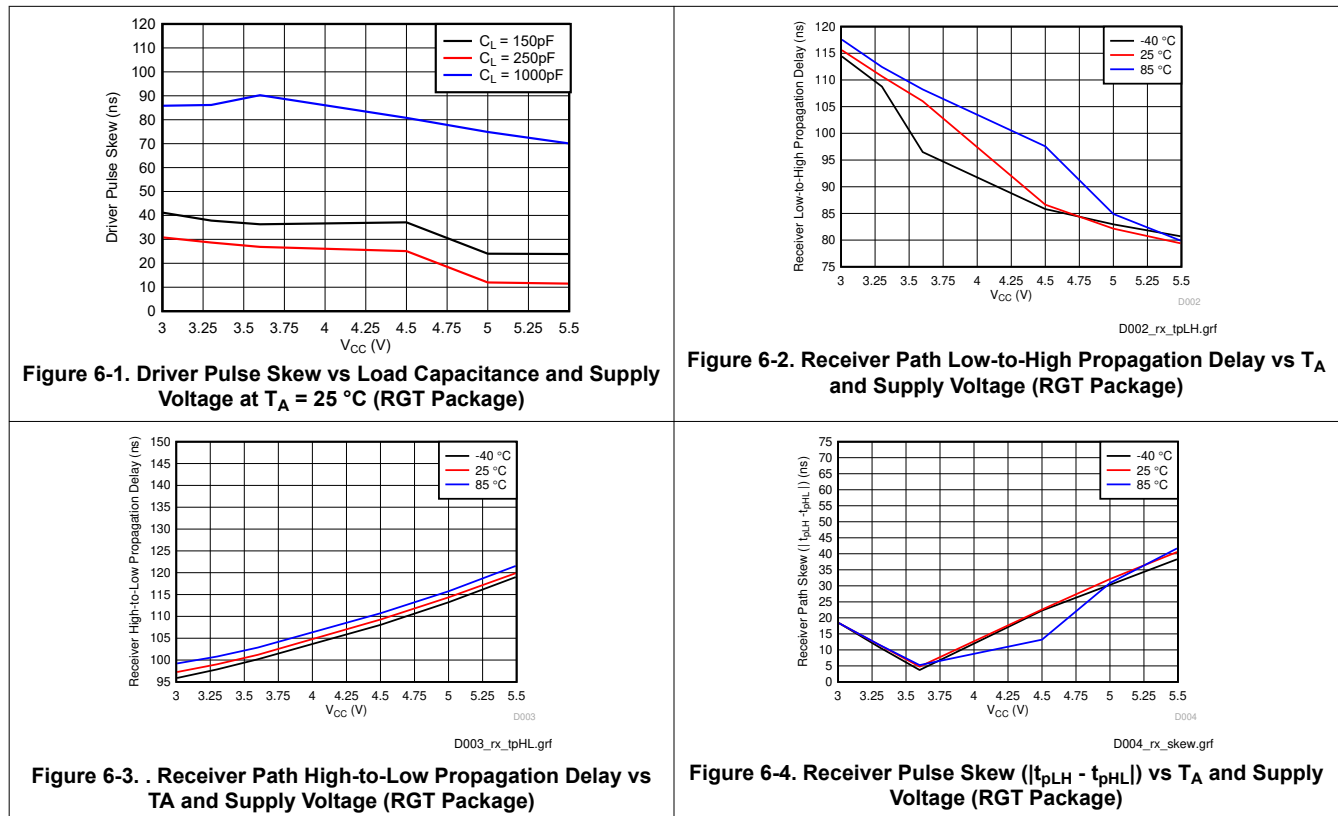 120
110
100
90
80
70
60
50
40
30
20
10
0
Driver Pulse Skew (ns)
C_L = 150pF
C_L = 250pF
C_L = 1000pF
3 3.25 3.5 3.75 4 4.25 4.5 4.75 5 5.25 5.5
V_CC (V)
Figure 6-1. Driver Pulse Skew vs Load Capacitance and Supply
Voltage at T_A = 25 °C (RGT Package)
120
115
110
105
100
95
90
85
80
75
Receiver Low-to-High Propagation Delay (ns)
-40 °C
25 °C
85 °C
3 3.25 3.5 3.75 4 4.25 4.5 4.75 5 5.25 5.5
V_CC (V)
D002
D002_rx_tpLH.grf
Figure 6-2. Receiver Path Low-to-High Propagation Delay vs T_A
and Supply Voltage (RGT Package)
150
145
140
135
130
125
120
115
110
105
100
95
Receiver High-to-Low Propagation Delay (ns)
-40 °C
25 °C
85 °C
3 3.25 3.5 3.75 4 4.25 4.5 4.75 5 5.25 5.5
V_CC (V)
D003
D003_rx_tpHL.grf
Figure 6-3. . Receiver Path High-to-Low Propagation Delay vs
TA and Supply Voltage (RGT Package)
75
70
65
60
55
50
45
40
35
30
25
20
15
10
5
0
Receiver Path Skew (| t_pLH -t_pHL |) (ns)
-40 °C
25 °C
85 °C
3 3.25 3.5 3.75 4 4.25 4.5 4.75 5 5.25 5.5
V_CC (V)
D004
D004_rx_skew.grf
Figure 6-4. Receiver Pulse Skew (|t_pLH - t_pHL|) vs T_A and Supply
Voltage (RGT Package)